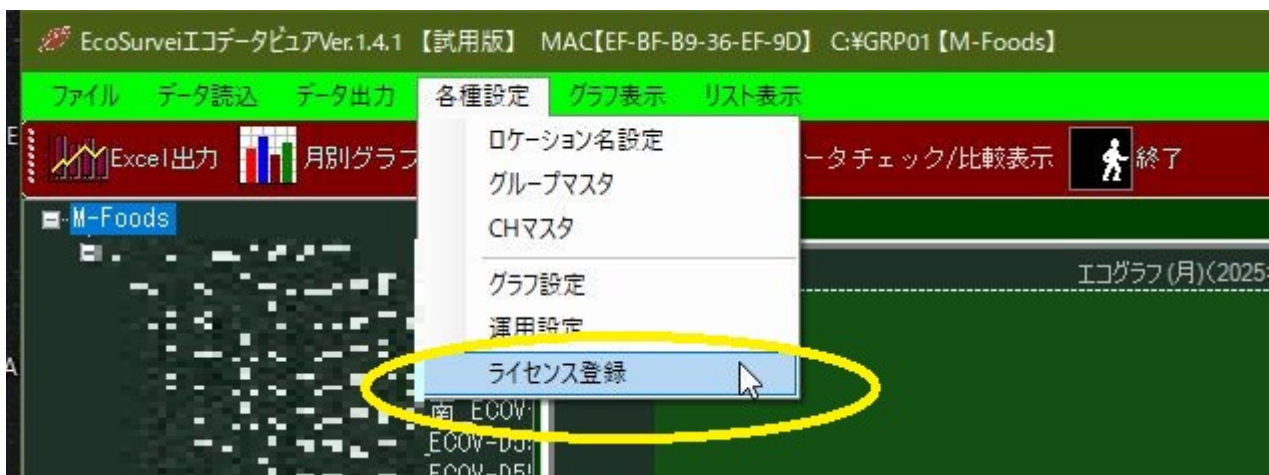 EcoSurveiエコデータビュアVer.1.4.1 【試用版】 MAC【EF-BF-B9-36-EF-9D】 C:¥GRP01【M-Foods】
ファイル データ読込 データ出力 各種設定 グラフ表示 リスト表示
Excel出力 月別グラフ ータチェック/比較表示 終了
ロケーション名設定
グループマスタ
CHマスタ
グラフ設定
運用設定
ライセンス登録
M-Foods
エコグラフ(月)(2025
南 ECOV
ECOV-D5
ECOV-D5